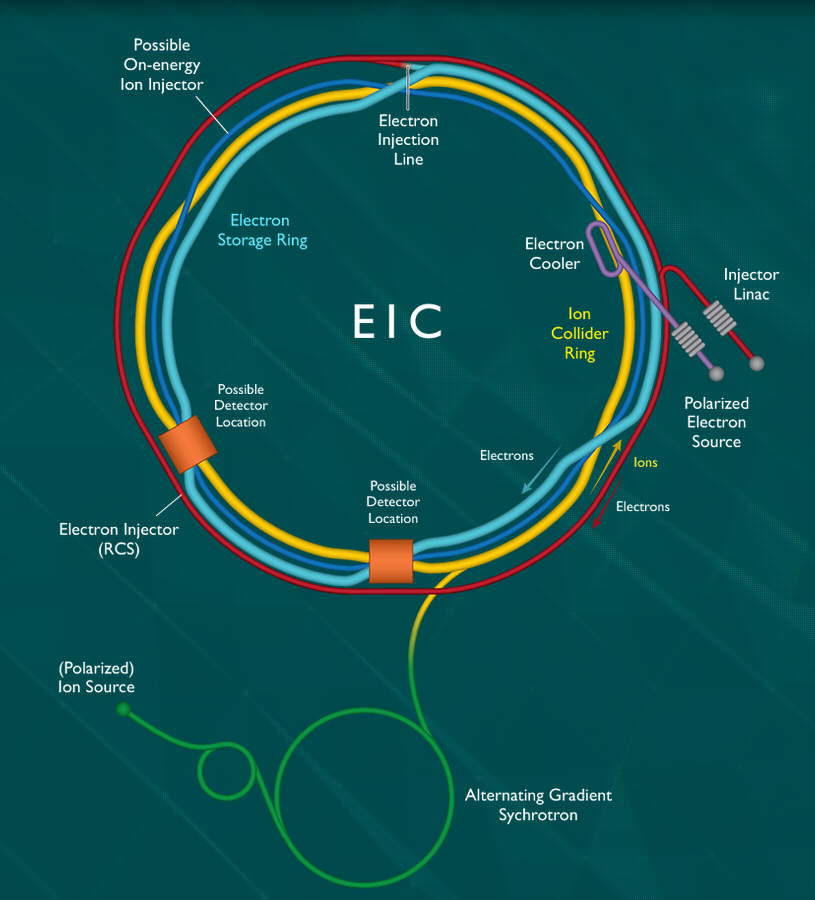 Possible
On-energy
Ion Injector
Electron
Injection
Line
Electron
Storage Ring
Electron
Cooler
Injector
Linac
EIC
Ion
Collider
Ring
Possible
Detector
Location
Polarized
Electron
Source
Electrons
Ions
Possible
Detector
Location
Electrons
Electron Injector
(RCS)
(Polarized)
Ion Source
Alternating Gradient
Sychrotron